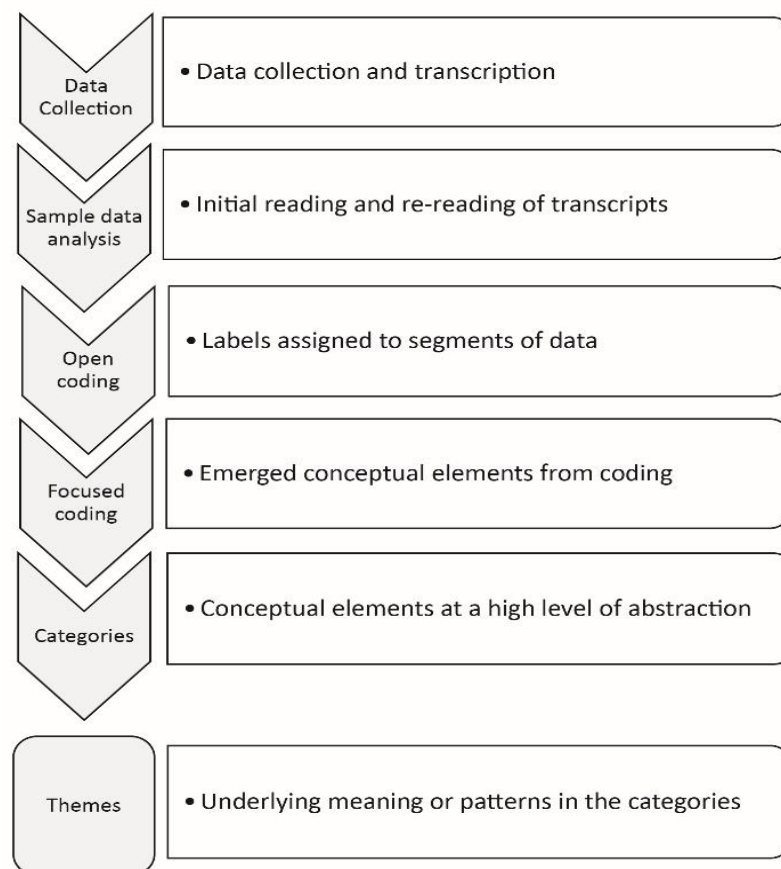 Data
Collection
• Data collection and transcription
Sample data
analysis
• Initial reading and re-reading of transcripts
Open
coding
• Labels assigned to segments of data
Focused
coding
• Emerged conceptual elements from coding
Categories
• Conceptual elements at a high level of abstraction
Themes
• Underlying meaning or patterns in the categories